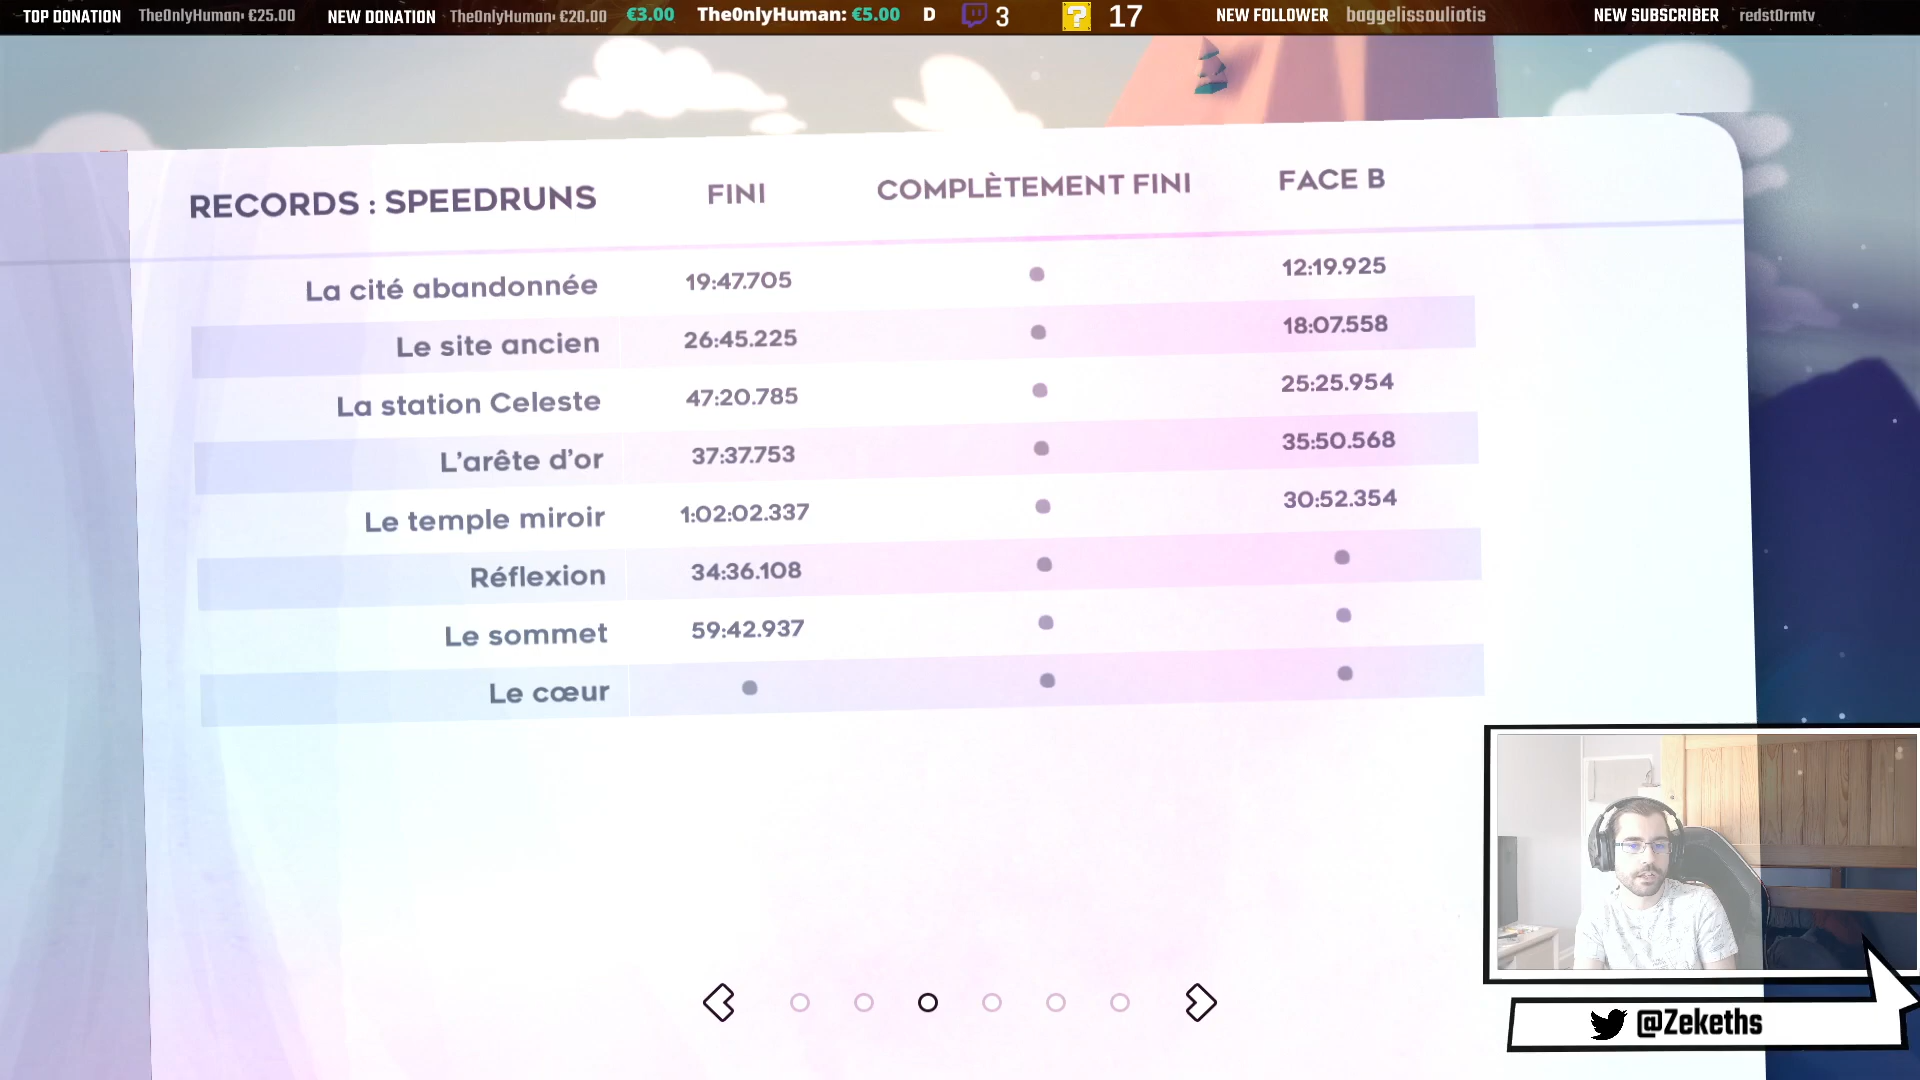 TOP DONATION The0nlyHuman: €25.00 NEW DONATION The0nlyHuman: €20.00 €3.00 The0nlyHuman: €5.00 D 3 ? 17 NEW FOLLOWER baggelissouliotis NEW SUBSCRIBER redst0rmtv
RECORDS : SPEEDRUNS FINI COMPLÈTEMENT FINI FACE B
La cité abandonnée 19:47.705 12:19.925
Le site ancien 26:45.225 18:07.558
La station Celeste 47:20.785 25:25.954
L'arête d'or 37:37.753 35:50.568
Le temple miroir 1:02:02.337 30:52.354
Réflexion 34:36.108
Le sommet 59:42.937
Le cœur
@Zekeths